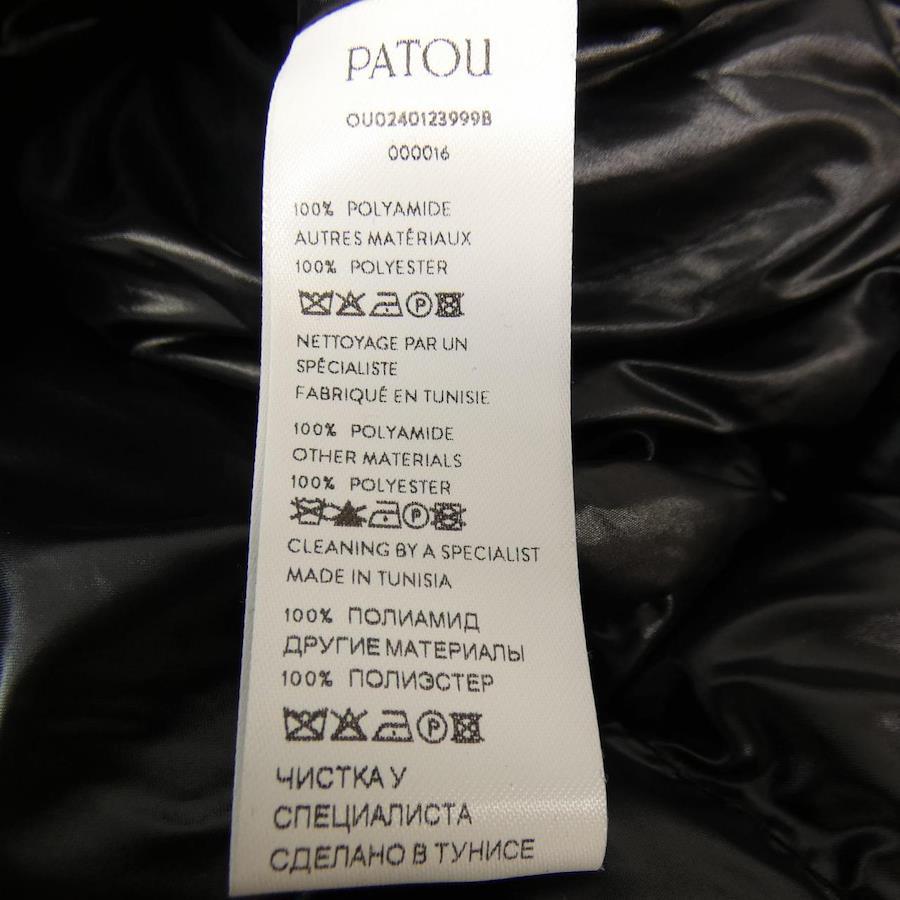 PATOU
OU0240123999B
000016
100% POLYAMIDE
AUTRES MATÉRIAUX
100% POLYESTER
NETTOYAGE PAR UN
SPÉCIALISTE
FABRIQUÉ EN TUNISIE
100% POLYAMIDE
OTHER MATERIALS
100% POLYESTER
CLEANING BY A SPECIALIST
MADE IN TUNISIA
100% ПОЛИАМИД
ДРУГИЕ МАТЕРИАЛЫ
100% ПОЛИЭСТЕР
ЧИСТКА У
СПЕЦИАЛИСТА
СДЕЛАНО В ТУНИСЕ